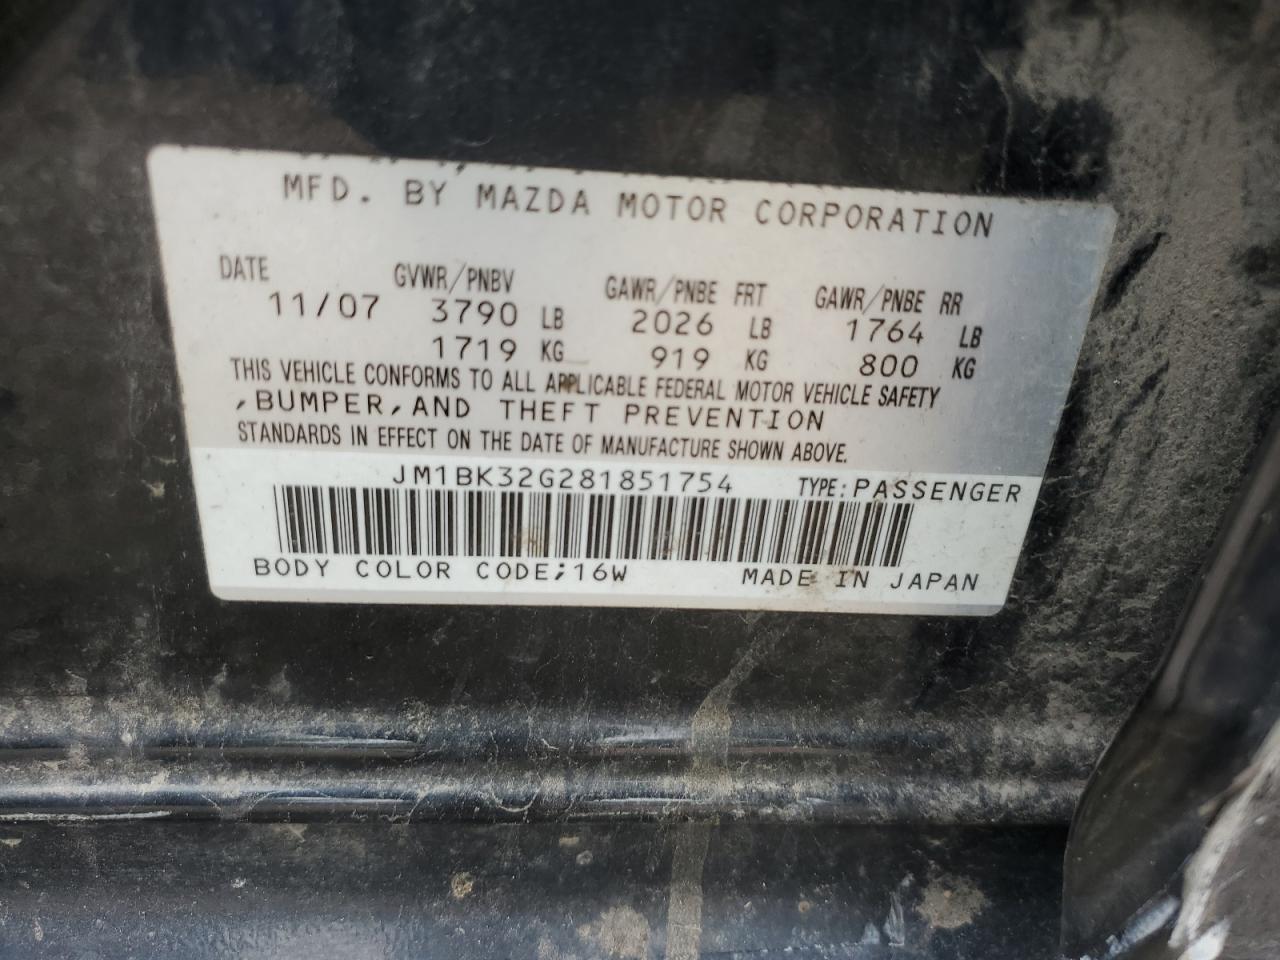 MFD. BY MAZDA MOTOR CORPORATION
DATE GVWR/PNBV GAWR/PNBE FRT GAWR/PNBE RR
11/07 3790 LB 2026 LB 1764 LB
1719 KG 919 KG 800 KG
THIS VEHICLE CONFORMS TO ALL APPLICABLE FEDERAL MOTOR VEHICLE SAFETY
,BUMPER,AND THEFT PREVENTION
STANDARDS IN EFFECT ON THE DATE OF MANUFACTURE SHOWN ABOVE.
JM1BK32G281851754 TYPE:PASSENGER
BODY COLOR CODE;16W MADE IN JAPAN